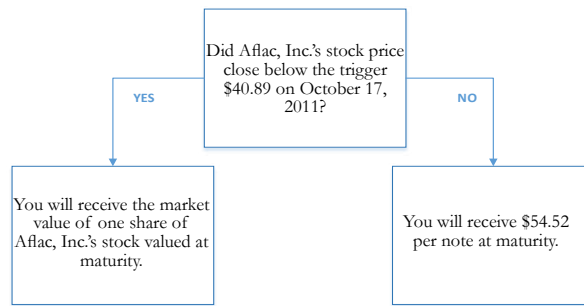 Did Aflac, Inc.'s stock price
close below the trigger
$40.89 on October 17,
2011?
YES
NO
You will receive the market
value of one share of
Aflac, Inc.'s stock valued at
maturity.
You will receive $54.52
per note at maturity.